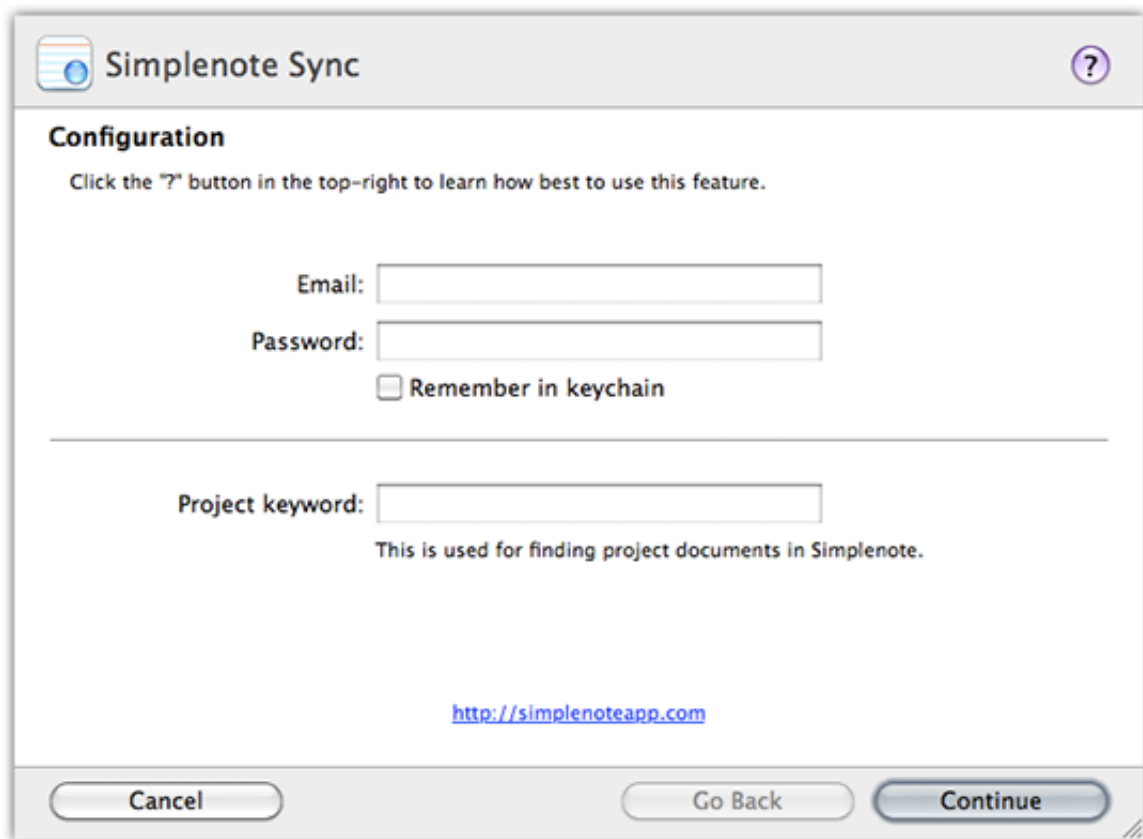 Simplenote Sync
?
Configuration
Click the "?" button in the top-right to learn how best to use this feature.
Email:
Password:
Remember in keychain
Project keyword:
This is used for finding project documents in Simplenote.
http://simplenoteapp.com
Cancel
Go Back
Continue